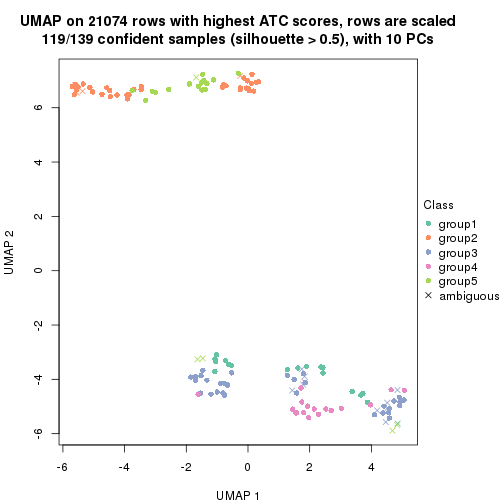 UMAP on 21074 rows with highest ATC scores, rows are scaled
119/139 confident samples (silhouette > 0.5), with 10 PCs
6
4
2
0
-2
-4
-6
UMAP 2
-6
-4
-2
0
2
4
UMAP 1
Class
group1
group2
group3
group4
group5
ambiguous